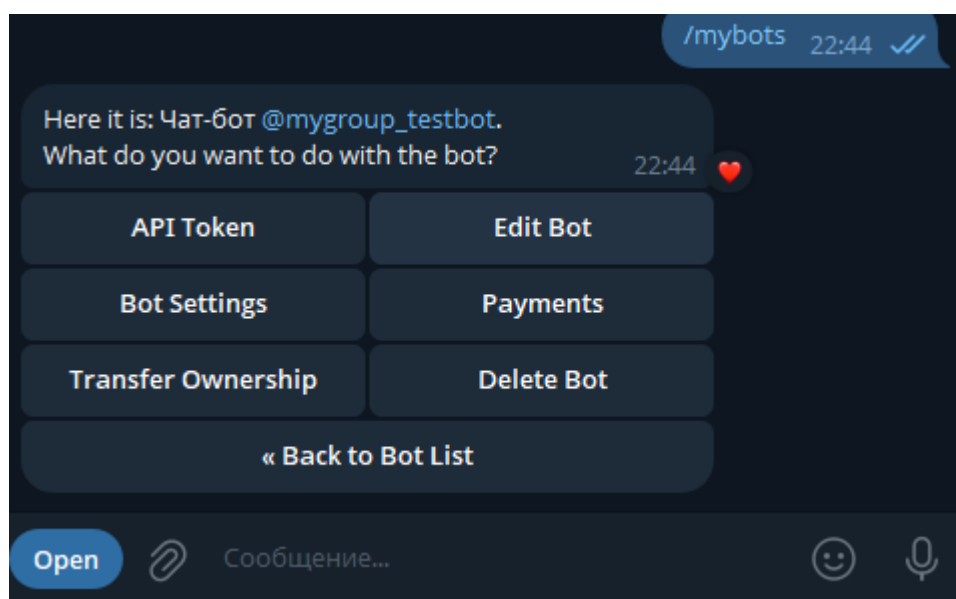 /mybots 22:44
Here it is: Чат-бот @mygroup_testbot.
What do you want to do with the bot? 22:44
API Token Edit Bot
Bot Settings Payments
Transfer Ownership Delete Bot
« Back to Bot List
Open Сообщение...